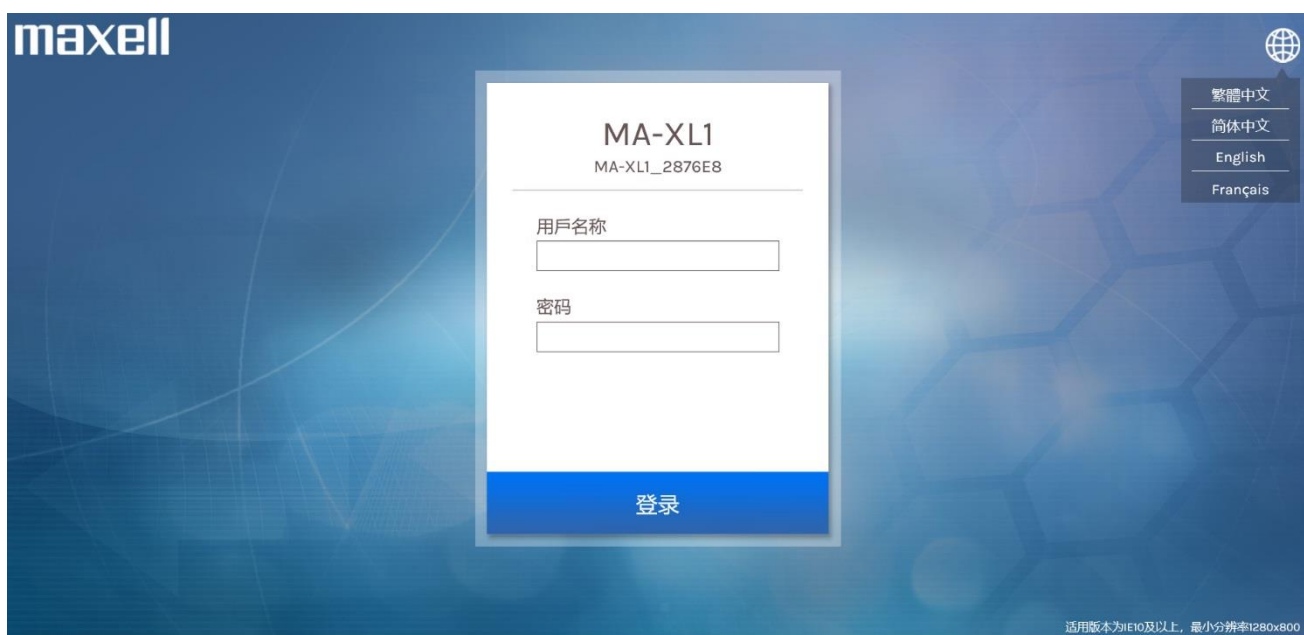 maxell
繁體中文
简体中文
English
Français
MA-XL1
MA-XL1_2876E8
用戶名称
密码
登录
适用版本为IE10及以上，最小分辨率1280x800